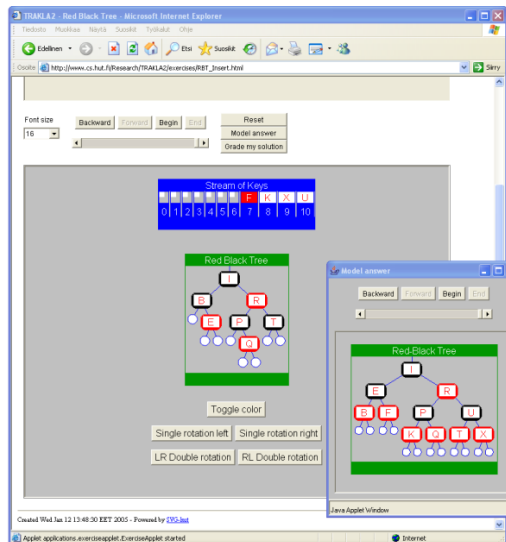 TRAKLA2 - Red Black Tree - Microsoft Internet Explorer
Tiedosto Muokkaa Näytä Suosikit Työkalut Ohje
Edellinen Etsi Suosikit
Osoite http://www.cs.hut.fi/Research/TRAKLA2/exercises/RBT_Insert.html Siirry
Font size
16
Backward Forward Begin End
Reset
Model answer
Grade my solution
Stream of Keys
F K X U
0 1 2 3 4 5 6 7 8 9 10
Red Black Tree
I
B R
E P T
Q
Toggle color
Single rotation left Single rotation right
LR Double rotation RL Double rotation
Model answer
Backward Forward Begin End
Red-Black Tree
I
E R
B F P U
K Q T X
Java Applet Window
Created Wed Jan 12 13:48:30 EET 2005 - Powered by SVG-hut
Applet applications.exerciseapplet.ExerciseApplet started Internet